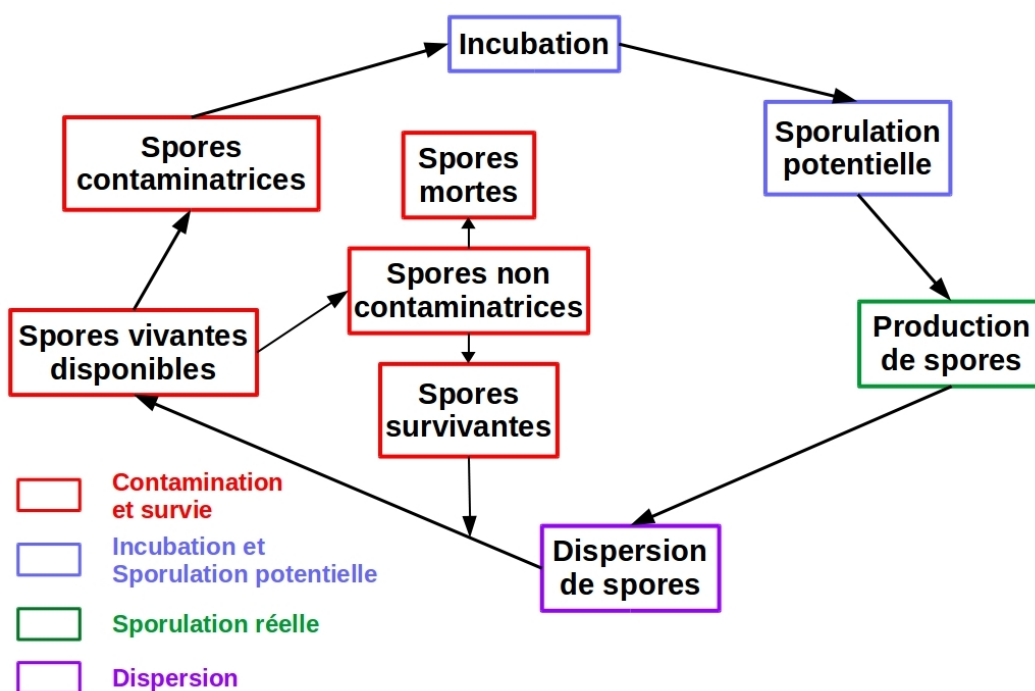 Incubation
Sporulation
potentielle
Production
de spores
Dispersion
de spores
Spores vivantes
disponibles
Spores
contaminatrices
Spores non
contaminatrices
Spores
mortes
Spores
survivantes
Contamination
et survie
Incubation et
Sporulation potentielle
Sporulation réelle
Dispersion